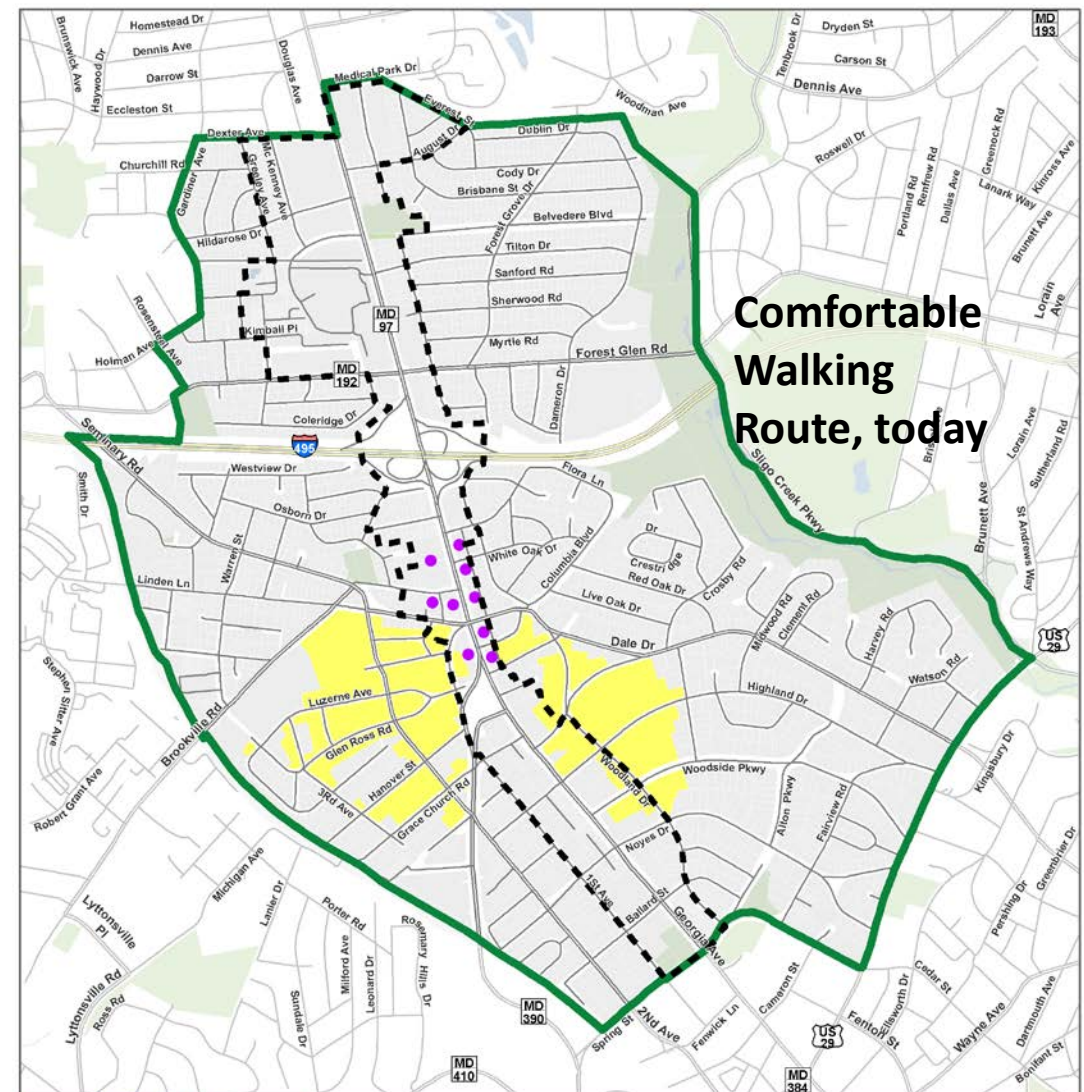 Homestead Dr
Dennis Ave
Darrow St
Eccleston St
Brunswick Ave
Haywood Dr
Douglas Ave
Medical Park Dr
Everest St
August Dr
Dublin Dr
Woodman Ave
Tenbrook Dr
Dryden St
Carson St
Dennis Ave
MD
193
Roswell Dr
Portland Rd
Renfrew Rd
Dallas Ave
Greenock Rd
Lanark Way
Kinross Ave
Brunett Ave
Lorain
Ave
Dexter Ave
Churchill Rd
Gardiner Ave
Greeley Ave
Mc Kenney Ave
Hildarose Dr
Cody Dr
Brisbane St
Forest Grove Dr
Belvedere Blvd
Tilton Dr
Sanford Rd
Sherwood Rd
Myrtle Rd
Forest Glen Rd
Dameron Dr
MD
97
Kimball Pl
Rosensteel Ave
Holman Ave
MD
192
Coleridge Dr
495
Comfortable
Walking
Route, today
Seminary Rd
Smith Dr
Westview Dr
Osborn Dr
Warren St
Linden Ln
Flora Ln
White Oak Dr
Columbia Blvd
Dr
Crestri dge
Red Oak Dr
Crosby Rd
Live Oak Dr
Dale Dr
Midwood Rd
Clement Rd
Harvey Rd
Watson Rd
Highland Dr
Sligo Creek Pkwy
Bris
Lorain Ave
Sutherland Rd
Brunett Ave
St Andrews Way
US
29
Stephen Sitter Ave
Brookville Rd
Robert Grant Ave
Luzerne Ave
Glen Ross Rd
Hanover St
3Rd Ave
Grace Church Rd
Woodland Dr
Woodside Pkwy
Noyes Dr
Alton Pkwy
Fairview Rd
Kingsbury Dr
Greenbrier Dr
Pershing Dr
1St Ave
Ballard St
Georgia Ave
Michigan Ave
Lanier Dr
Porter Rd
Milford Ave
Leonard Dr
Rosemary Hills Dr
Sundale Dr
Lyttonsville
Pl
Lyttonsville Rd
Ross Rd
MD
390
MD
410
Spring St
2Nd Ave
Fenwick Ln
Cameron St
Fenton St
Ellsworth Dr
Cedar St
Wayne Ave
Dartmouth Ave
Bonifant St
US
29
MD
384